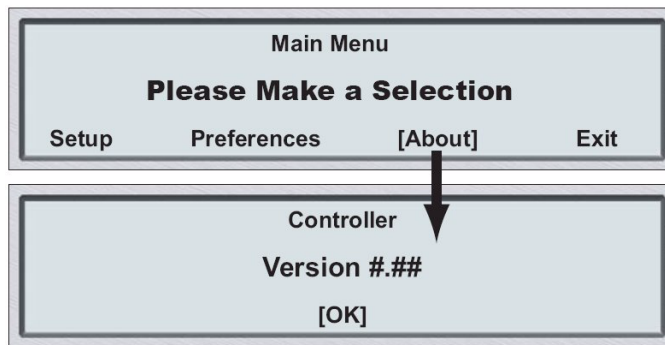 Main Menu
Please Make a Selection
Setup Preferences [About] Exit
Controller
Version #.##
[OK]